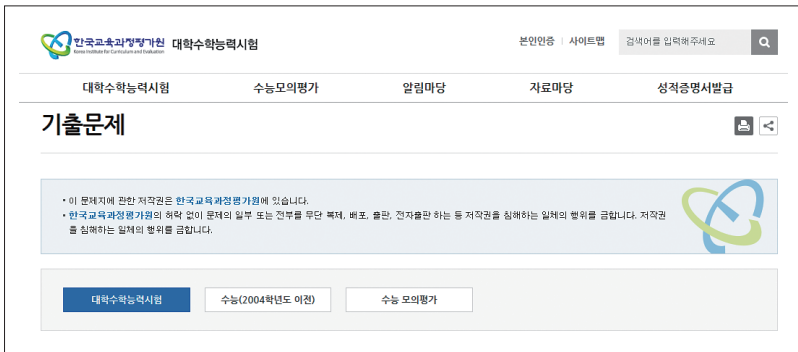 한국교육과정평가원 대학수학능력시험
Korea Institute for Curriculum and Evaluation
본인인증 | 사이트맵
검색어를 입력해주세요
대학수학능력시험 수능모의평가 알림마당 자료마당 성적증명서발급
기출문제
• 이 문제지에 관한 저작권은 한국교육과정평가원에 있습니다.
• 한국교육과정평가원의 허락 없이 문제의 일부 또는 전부를 무단 복제, 배포, 출판, 전자출판 하는 등 저작권을 침해하는 일체의 행위를 금합니다. 저작권
을 침해하는 일체의 행위를 금합니다.
대학수학능력시험 수능(2004학년도 이전) 수능 모의평가